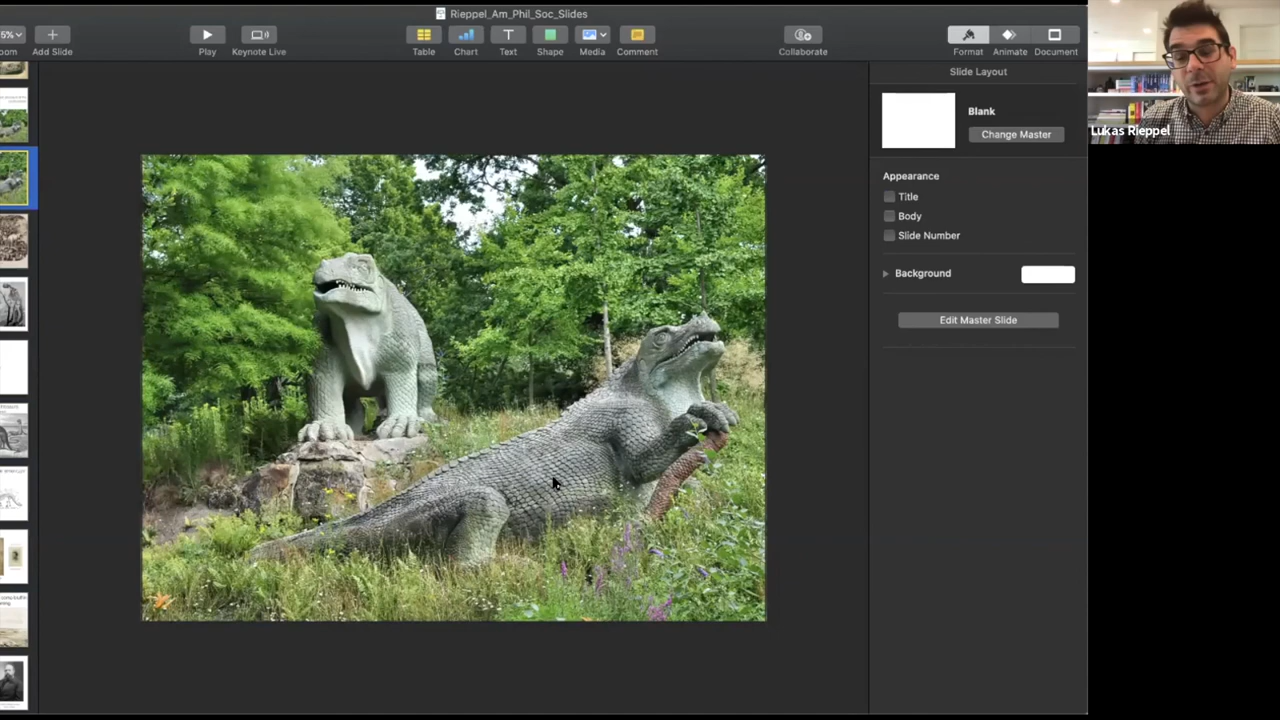 Rieppel_Am_Phil_Soc_Slides
5%
Add Slide
Play
Keynote Live
Table
Chart
Text
Shape
Media
Comment
Collaborate
Format
Animate
Document
Slide Layout
Blank
Change Master
Appearance
Title
Body
Slide Number
Background
Edit Master Slide
Lukas Rieppel